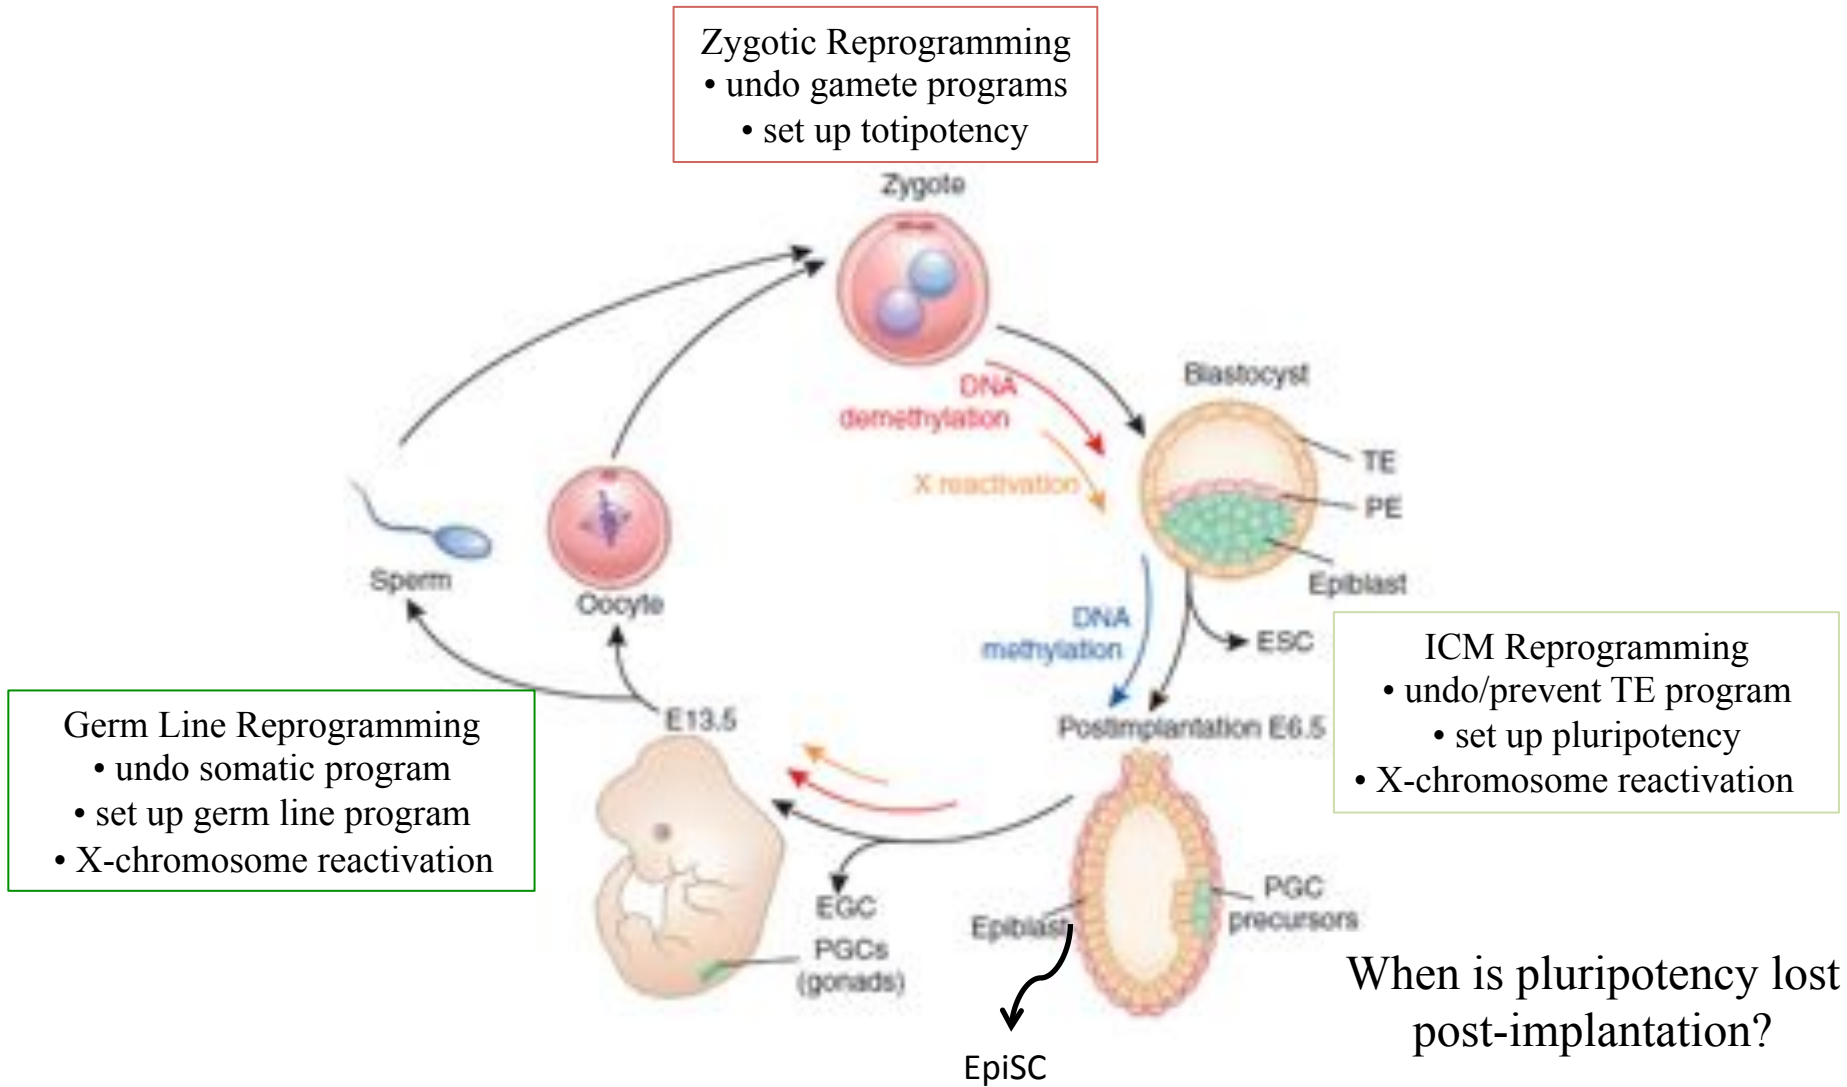 Zygotic Reprogramming
• undo gamete programs
• set up totipotency
Zygote
DNA
demethylation
X reactivation
Blastocyst
TE
PE
Epiblast
Sperm
Oocyte
DNA
methylation
ESC
ICM Reprogramming
• undo/prevent TE program
• set up pluripotency
• X-chromosome reactivation
Germ Line Reprogramming
• undo somatic program
• set up germ line program
• X-chromosome reactivation
E13.5
Postimplantation E6.5
EGC
PGCs
(gonads)
Epiblast
PGC
precursors
EpiSC
When is pluripotency lost
post-implantation?